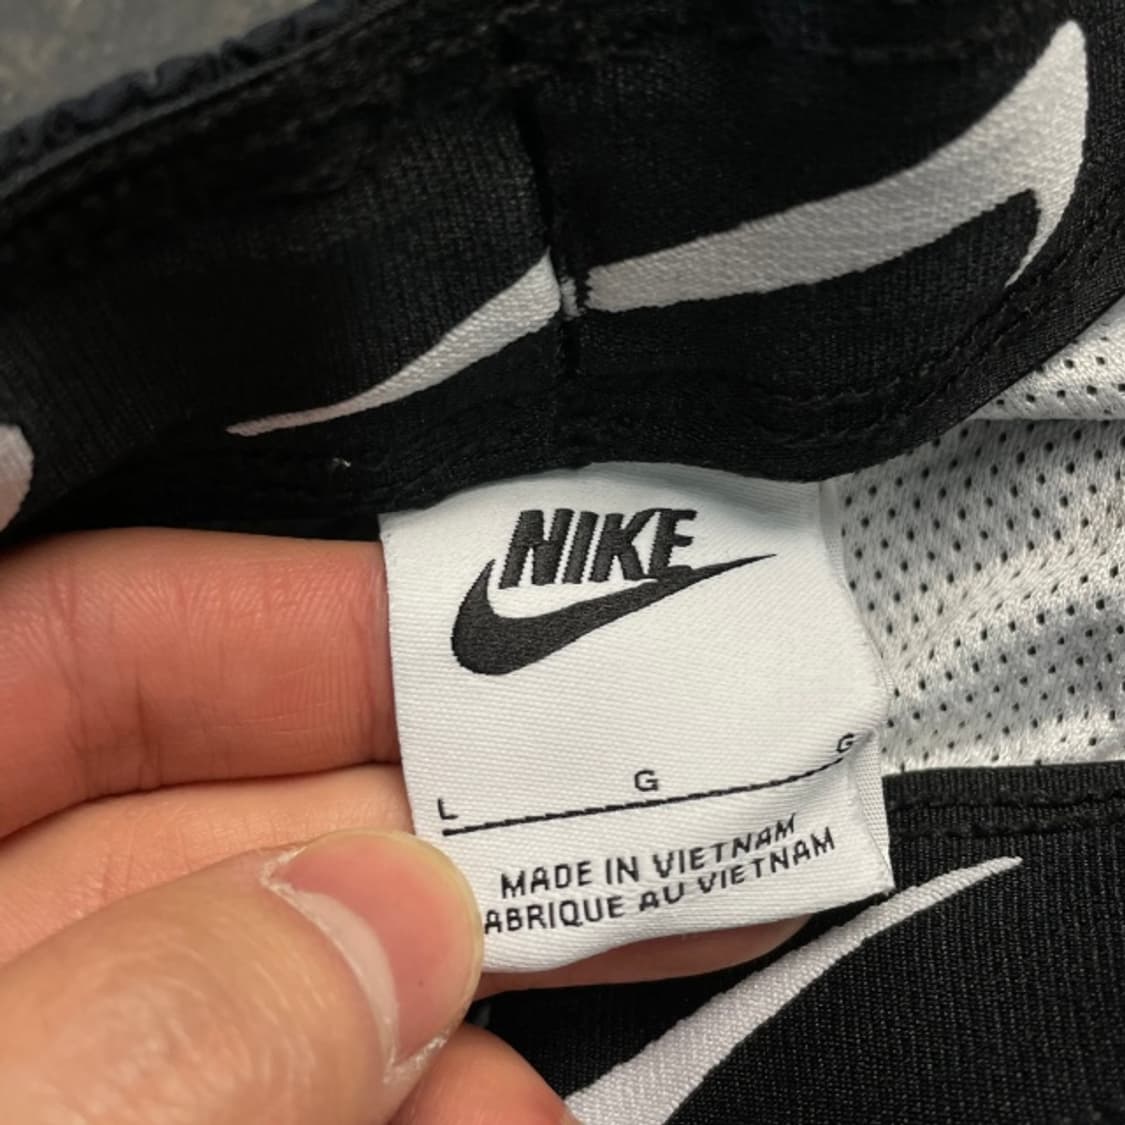 NIKE
L G G
MADE IN VIETNAM
ABRIQUE AU VIETNAM